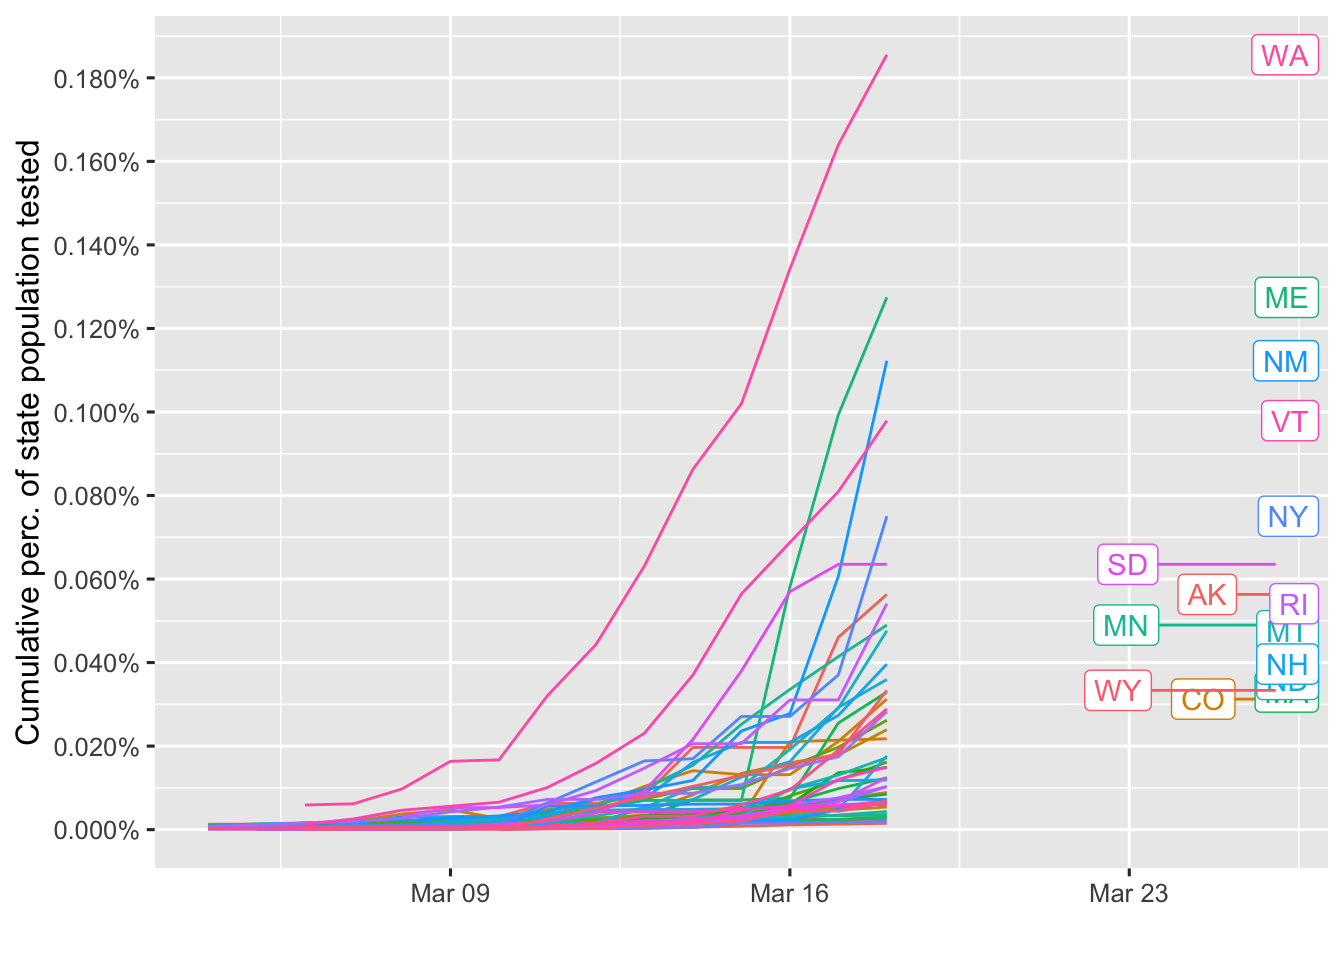 Cumulative perc. of state population tested
0.180%
0.160%
0.140%
0.120%
0.100%
0.080%
0.060%
0.040%
0.020%
0.000%
WA
ME
NM
VT
NY
SD
AK
RI
MN
MT
NH
WY
CO
MA
Mar 09
Mar 16
Mar 23